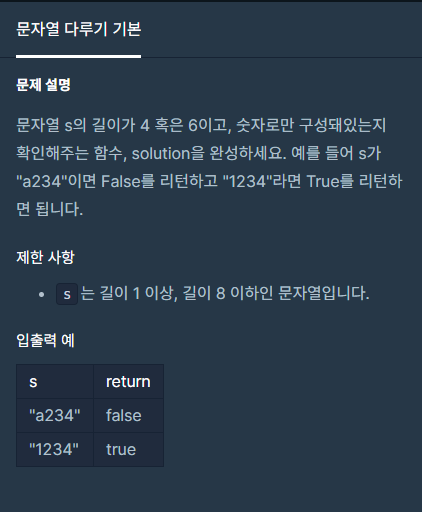 문자열 다루기 기본
문제 설명
문자열 s의 길이가 4 혹은 6이고, 숫자로만 구성돼있는지
확인해주는 함수, solution을 완성하세요. 예를 들어 s가
"a234"이면 False를 리턴하고 "1234"라면 True를 리턴하
면 됩니다.
제한 사항
• s 는 길이 1 이상, 길이 8 이하인 문자열입니다.
입출력 예
s return
"a234" false
"1234" true